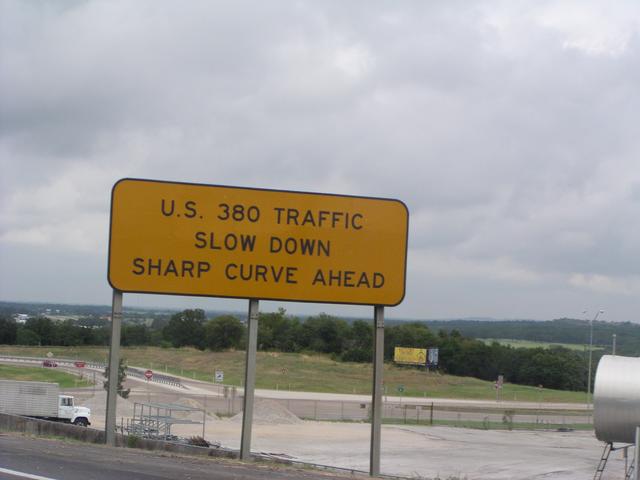 U.S. 380 TRAFFIC
SLOW DOWN
SHARP CURVE AHEAD